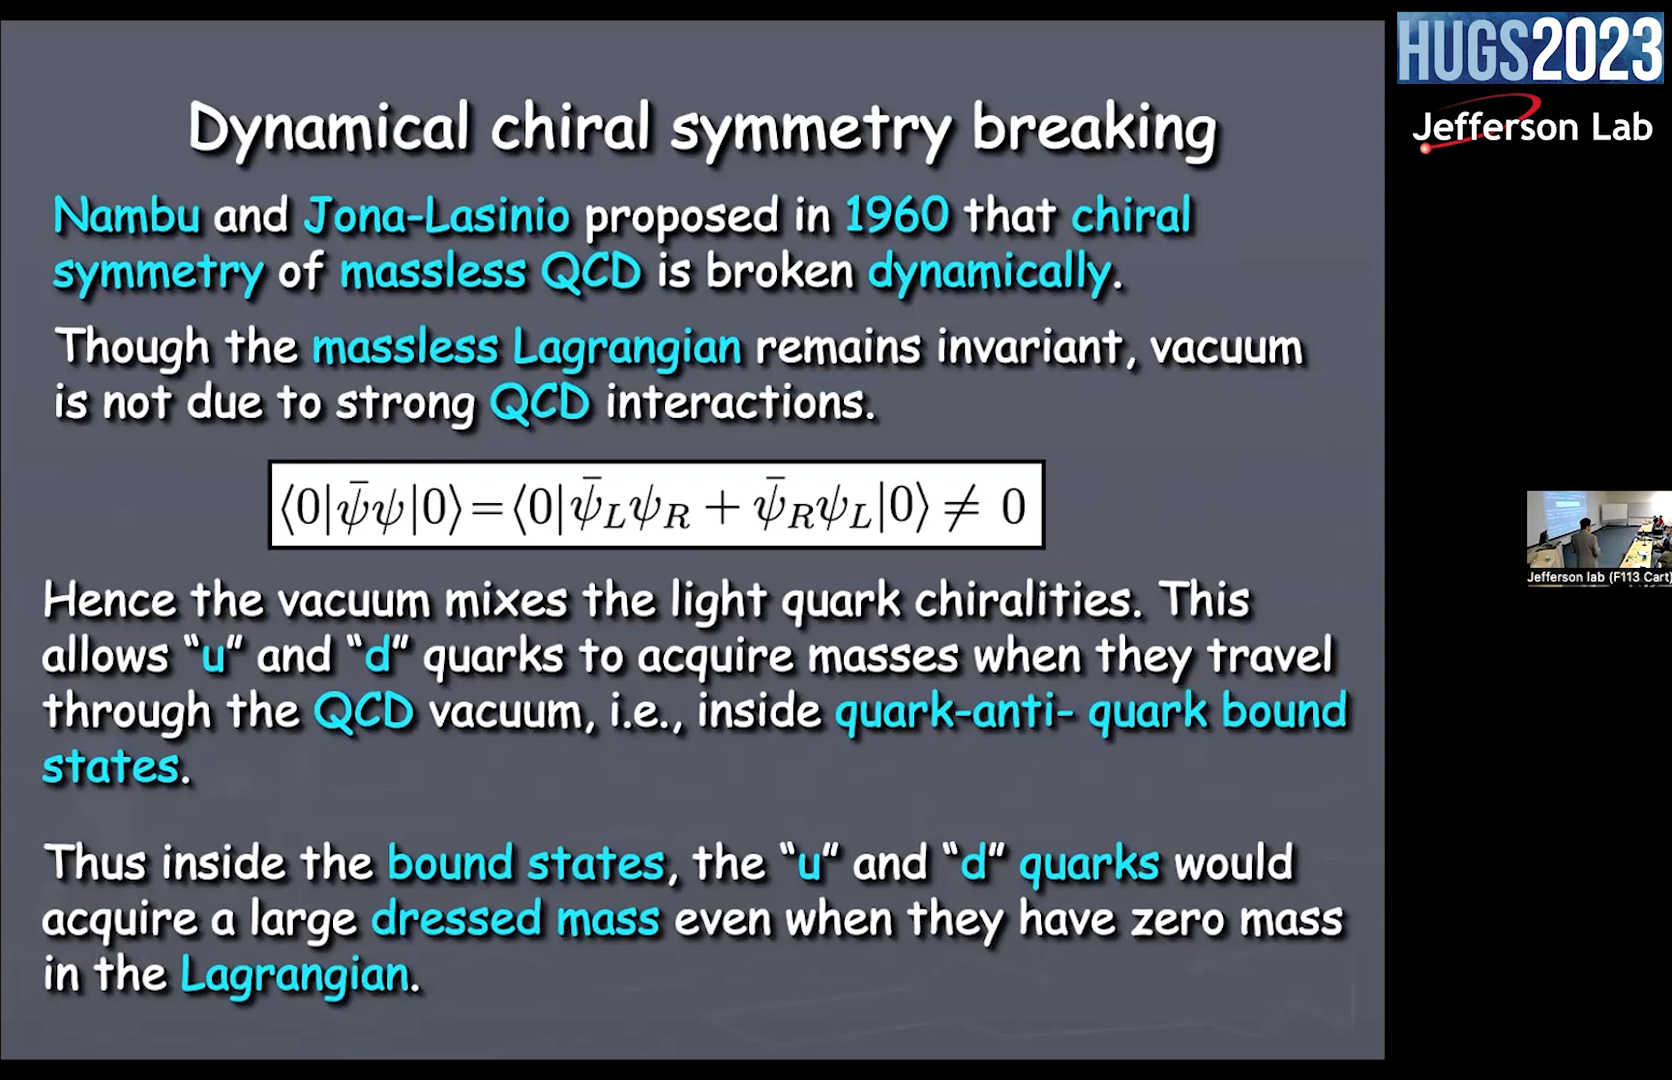 Dynamical chiral symmetry breaking
Nambu and Jona-Lasinio proposed in 1960 that chiral
symmetry of massless QCD is broken dynamically.
Though the massless Lagrangian remains invariant, vacuum
is not due to strong QCD interactions.
⟨0|ψ̄ψ|0⟩=⟨0|ψ̄_Lψ_R + ψ̄_Rψ_L|0⟩ ≠ 0
Hence the vacuum mixes the light quark chiralities. This
allows “u” and “d” quarks to acquire masses when they travel
through the QCD vacuum, i.e., inside quark-anti- quark bound
states.
Thus inside the bound states, the “u” and “d” quarks would
acquire a large dressed mass even when they have zero mass
in the Lagrangian.
HUGS2023
Jefferson Lab
Jefferson lab (F113 Cart)